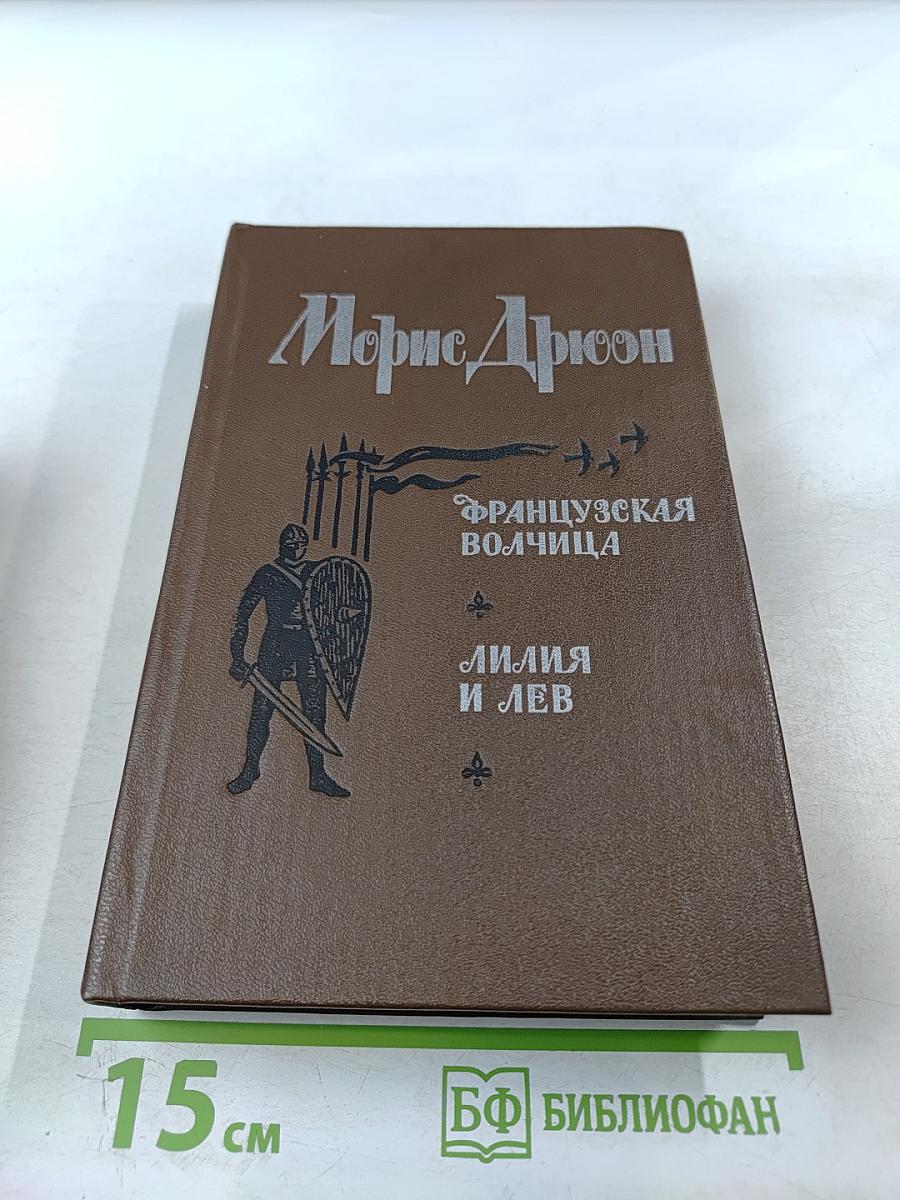 Морис Дрюон
ФРАНЦУЗСКАЯ
ВОЛЧИЦА
ЛИЛИЯ
И ЛЕВ
15 см
БФ БИБЛИОФАН